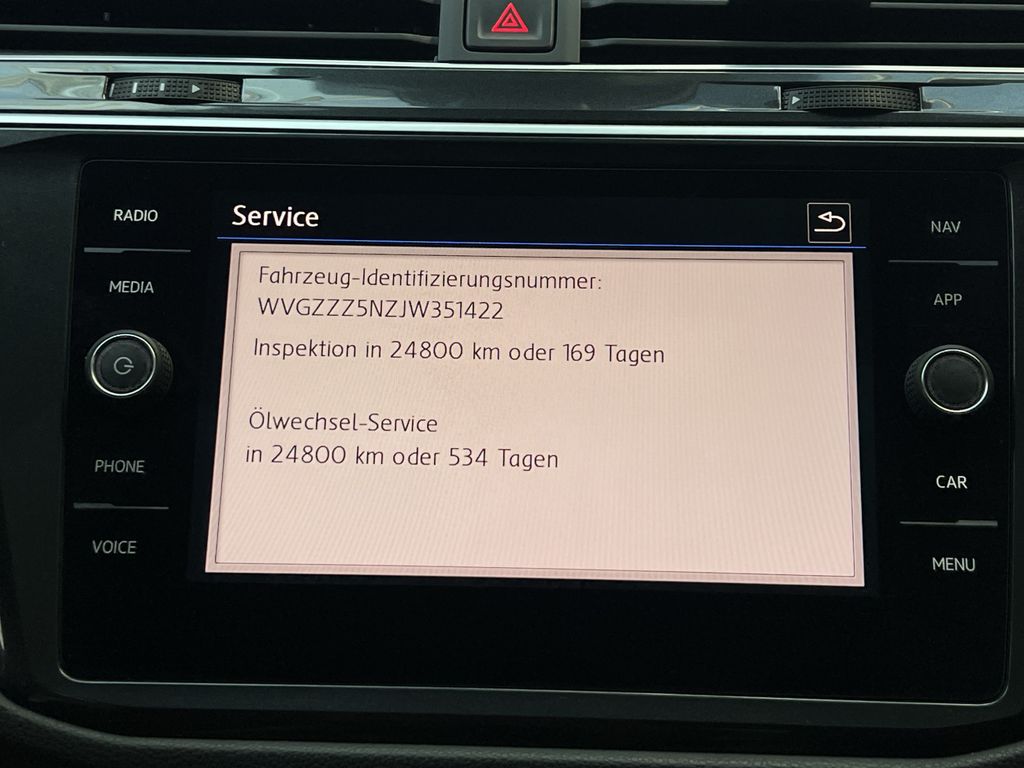 RADIO
MEDIA
PHONE
VOICE
Service
Fahrzeug-Identifizierungsnummer:
WVGZZZ5NZJW351422
Inspektion in 24800 km oder 169 Tagen
Ölwechsel-Service
in 24800 km oder 534 Tagen
NAV
APP
CAR
MENU